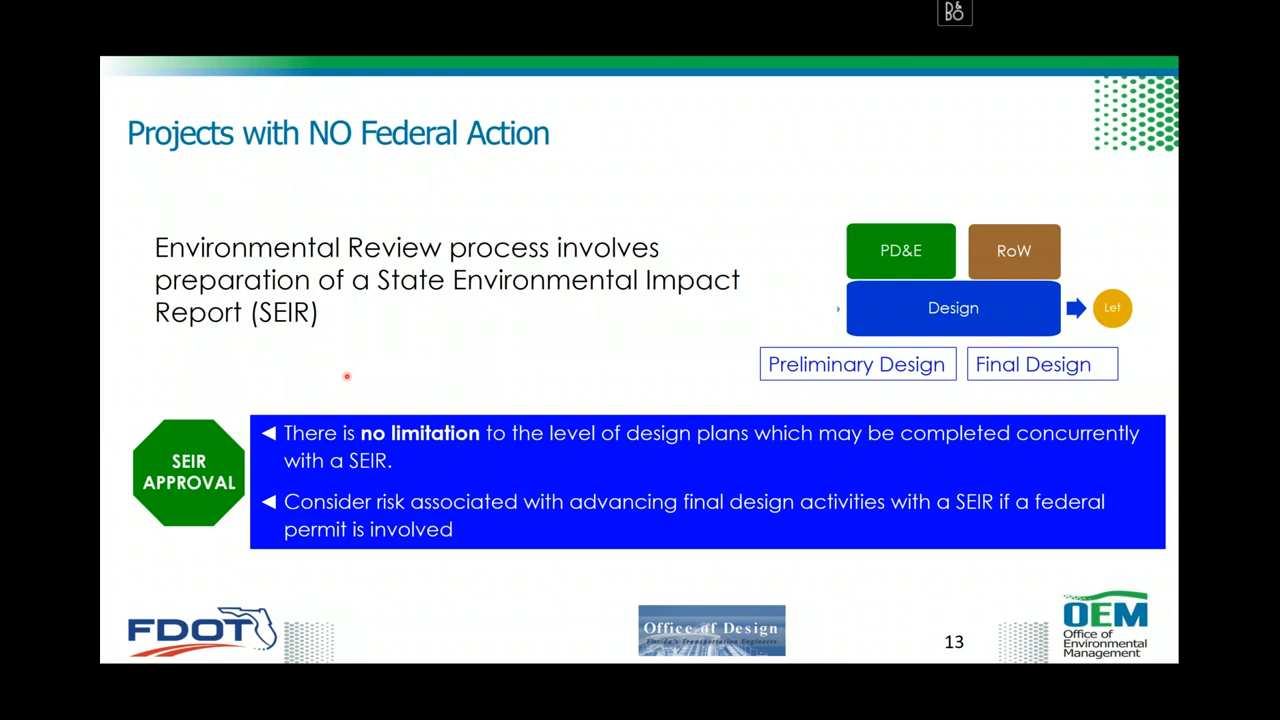 B&O
Projects with NO Federal Action
Environmental Review process involves
preparation of a State Environmental Impact
Report (SEIR)
PD&E
RoW
Design
Let
Preliminary Design
Final Design
SEIR
APPROVAL
◄ There is no limitation to the level of design plans which may be completed concurrently
with a SEIR.
◄ Consider risk associated with advancing final design activities with a SEIR if a federal
permit is involved
FDOT
Office of Design
Florida's Transportation Engineers
13
OEM
Office of
Environmental
Management